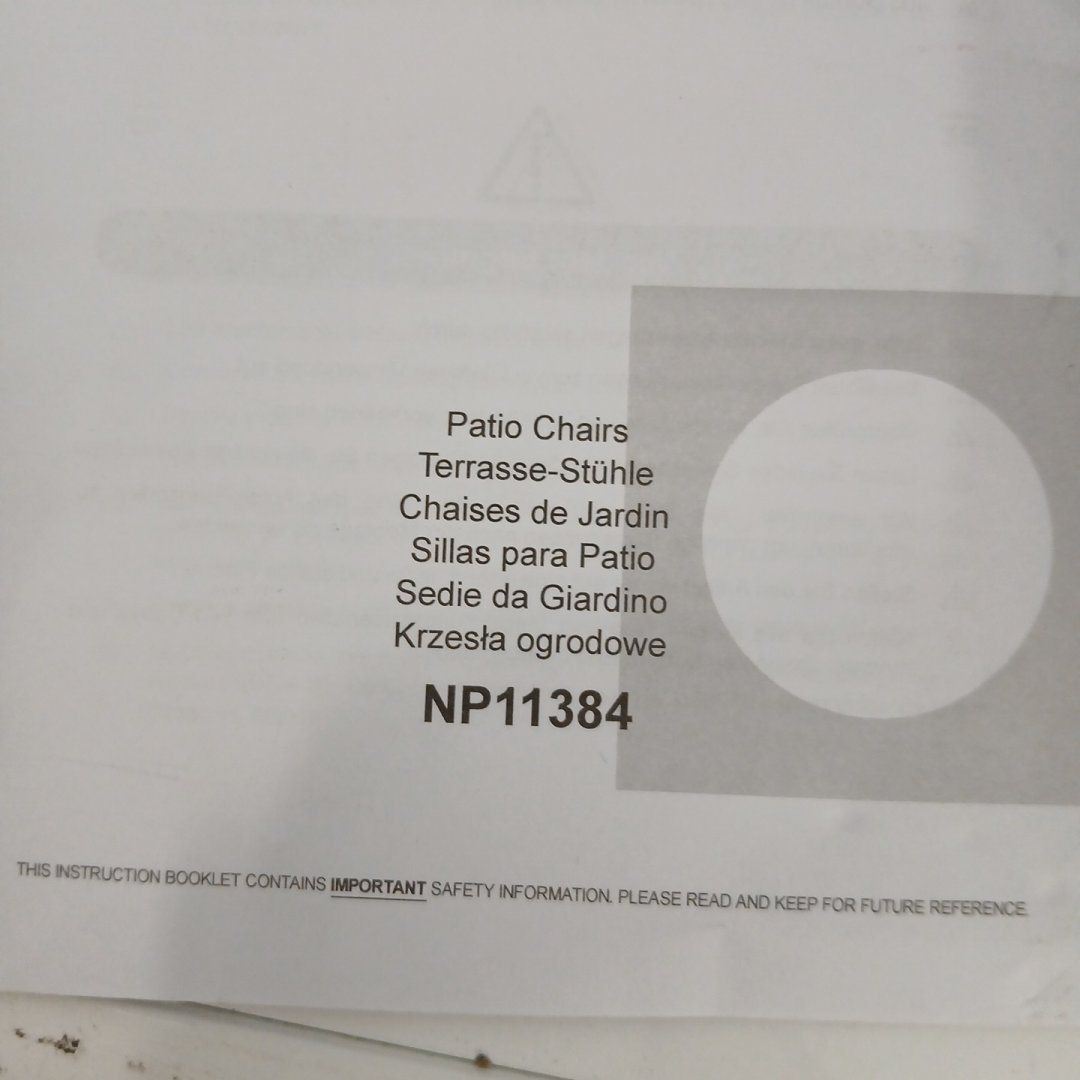 Patio Chairs
Terrasse-Stühle
Chaises de Jardin
Sillas para Patio
Sedie da Giardino
Krzesła ogrodowe
NP11384
THIS INSTRUCTION BOOKLET CONTAINS IMPORTANT SAFETY INFORMATION. PLEASE READ AND KEEP FOR FUTURE REFERENCE.